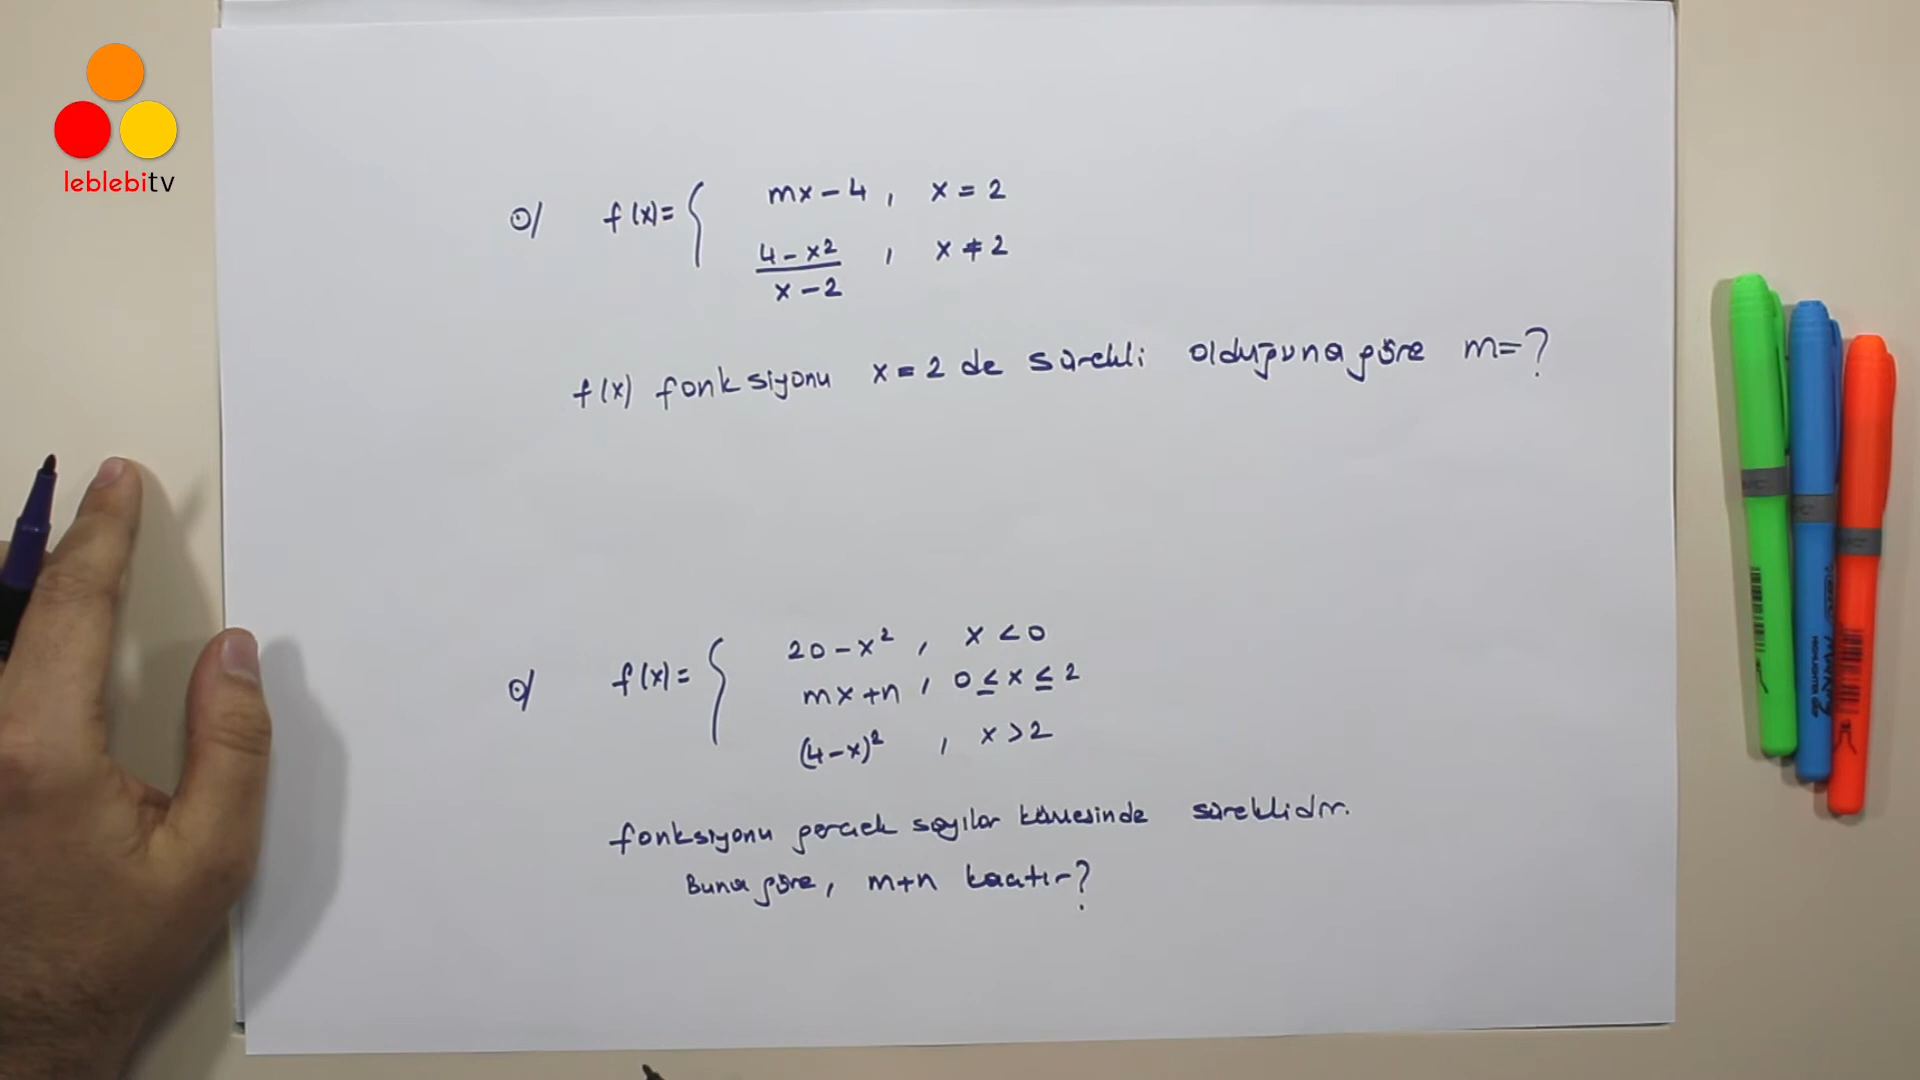 leblebitv
O/ f(x)= { mx-4, x=2
4-x²/x-2, x≠2
f(x) fonksiyonu x=2 de sürekli olduğuna göre m=?
O/ f(x)= { 20-x², x<0
mx+n, 0≤x≤2
(4-x)², x>2
fonksiyonu gerçek sayılar kümesinde süreklidir.
Buna göre, m+n kaçtır?